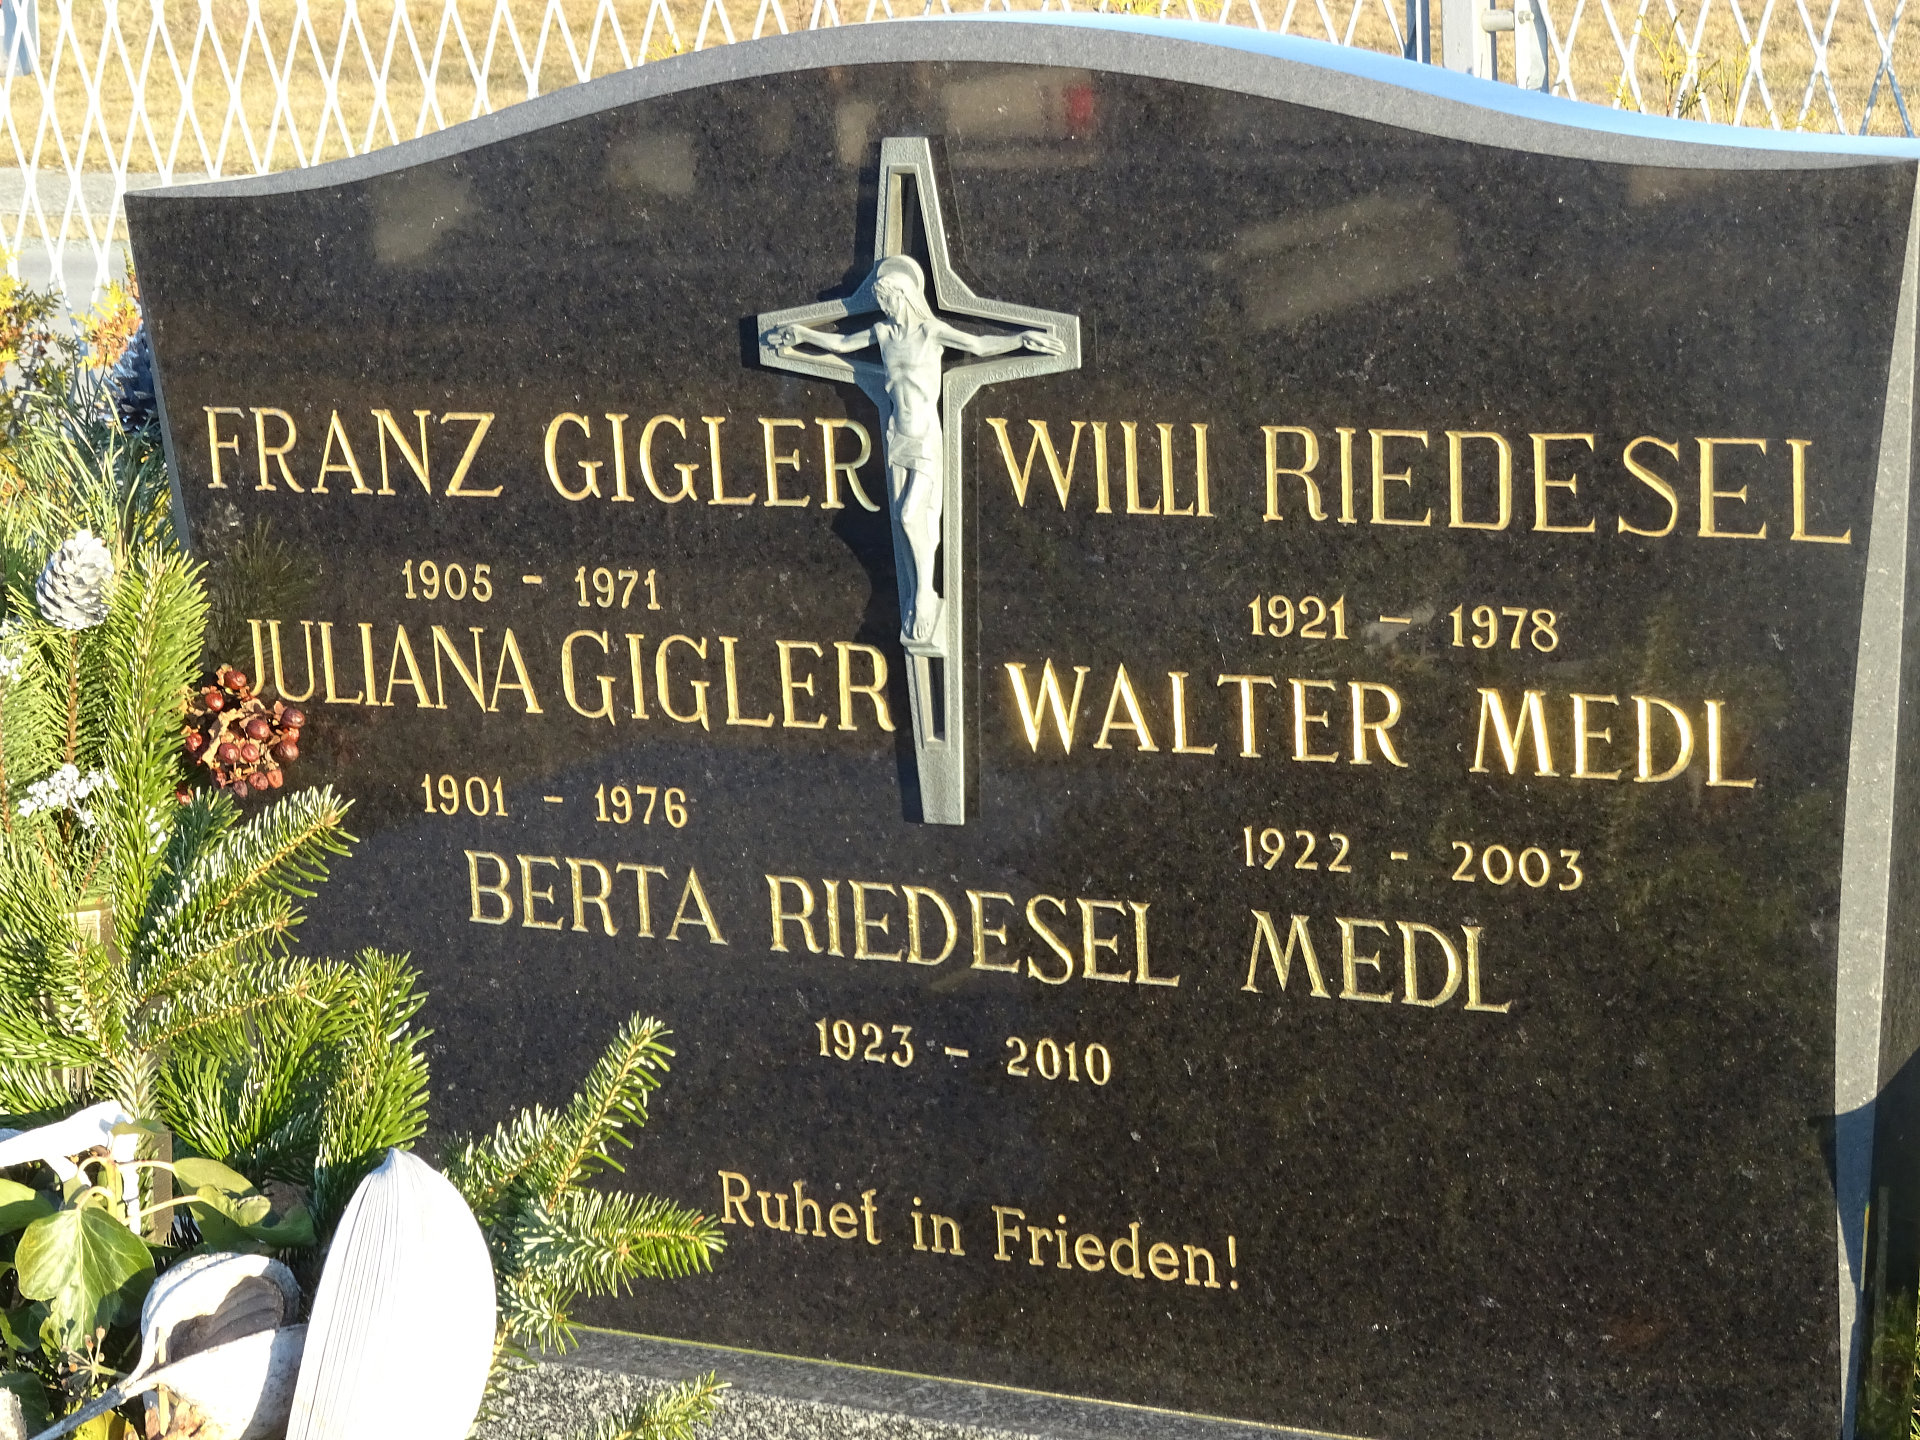 FRANZ GIGLER
1905 - 1971
JULIANA GIGLER
1901 - 1976
WILLI RIEDESEL
1921 - 1978
WALTER MEDL
1922 - 2003
BERTA RIEDESEL MEDL
1923 - 2010
Ruhet in Frieden!